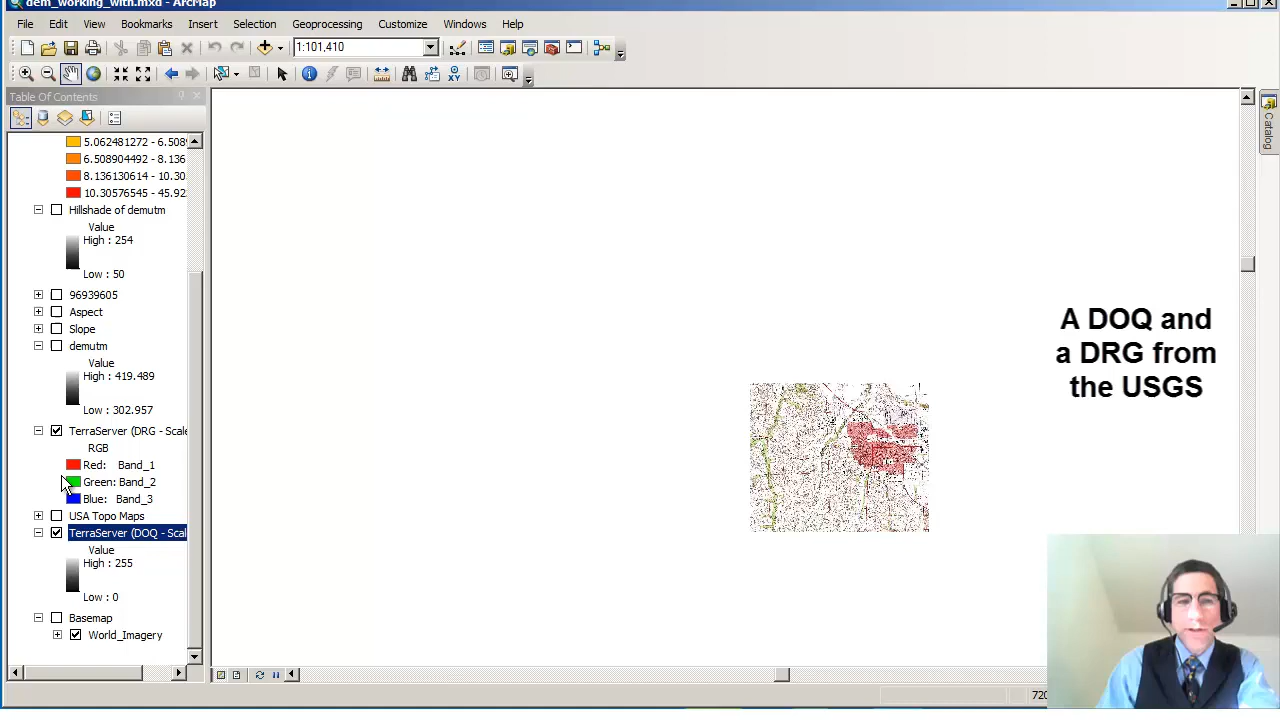 dem_working_with.mxd - ArcMap
File Edit View Bookmarks Insert Selection Geoprocessing Customize Windows Help
1:101,410
Table Of Contents
5.062481272 - 6.508
6.508904492 - 8.136
8.136130614 - 10.30
10.30576545 - 45.92
Hillshade of demutm
Value
High : 254
Low : 50
96939605
Aspect
Slope
demutm
Value
High : 419.489
Low : 302.957
TerraServer (DRG - Scale
RGB
Red: Band_1
Green: Band_2
Blue: Band_3
USA Topo Maps
TerraServer (DOQ - Scal
Value
High : 255
Low : 0
Basemap
World_Imagery
Catalog
A DOQ and
a DRG from
the USGS
720